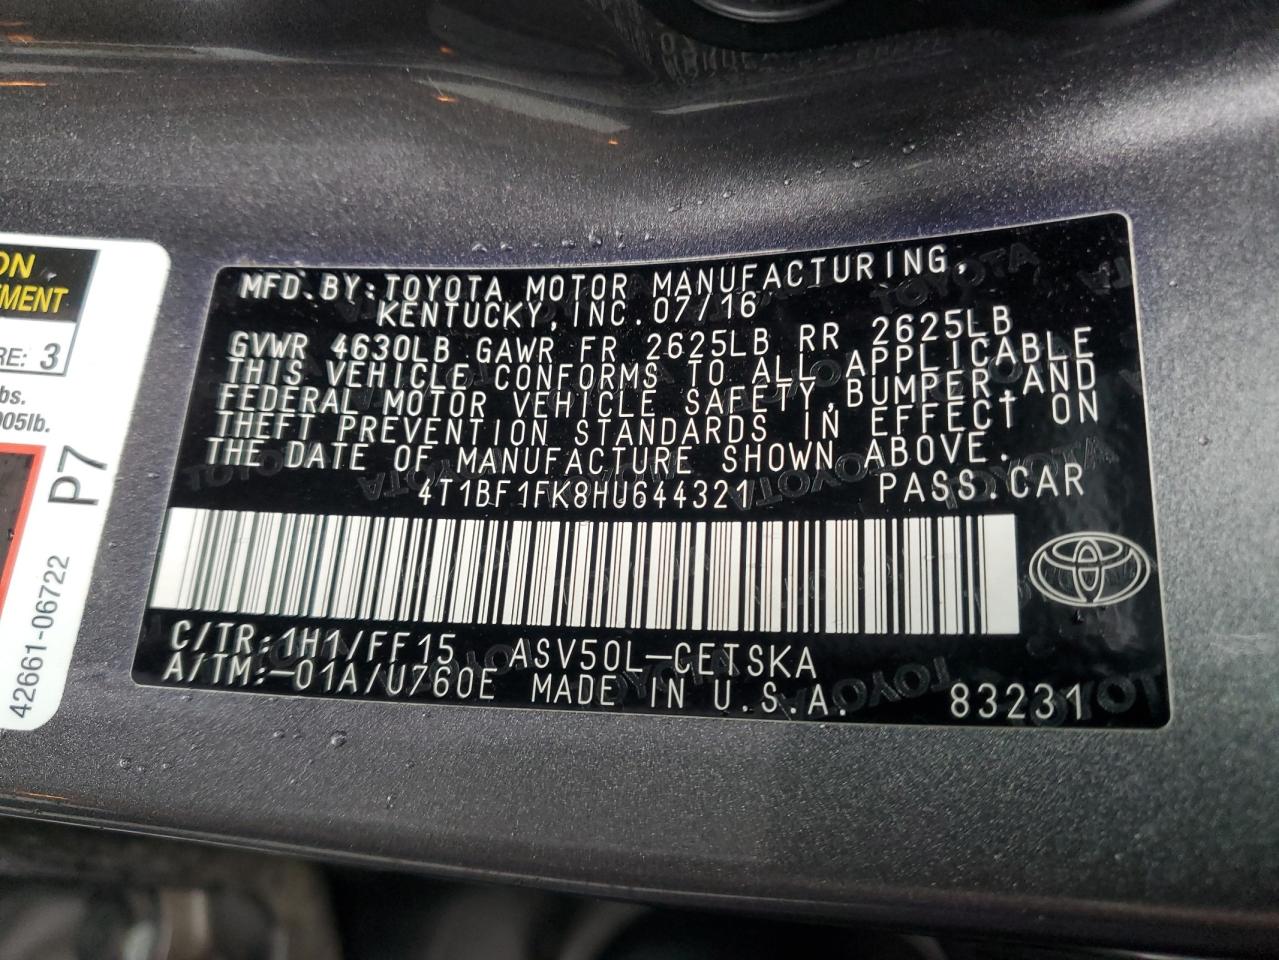 ON
EMENT
RE: 3
bs.
905lb.
P7
42661-06722
MFD.BY:TOYOTA MOTOR MANUFACTURING,
KENTUCKY,INC.07/16
GVWR 4630LB GAWR FR 2625LB RR 2625LB
THIS VEHICLE CONFORMS TO ALL APPLICABLE
FEDERAL MOTOR VEHICLE SAFETY,BUMPER,AND
THEFT PREVENTION STANDARDS IN EFFECT ON
THE DATE OF MANUFACTURE SHOWN ABOVE.
4T1BF1FK8HU644321 PASS.CAR
C/TR:1H1/FF15 ASV50L-CETSKA
A/TM:-01A/U760E MADE IN U.S.A. 83231